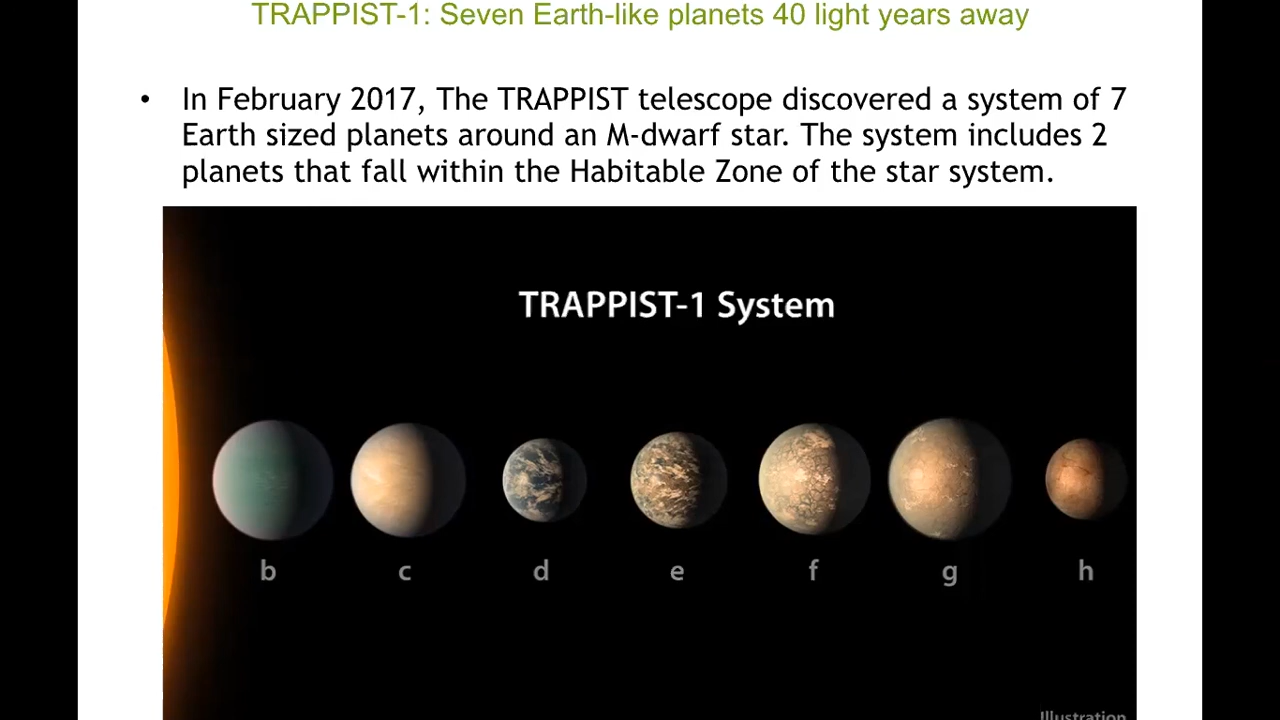 TRAPPIST-1: Seven Earth-like planets 40 light years away
• In February 2017, The TRAPPIST telescope discovered a system of 7
Earth sized planets around an M-dwarf star. The system includes 2
planets that fall within the Habitable Zone of the star system.
TRAPPIST-1 System
b c d e f g h
Illustration